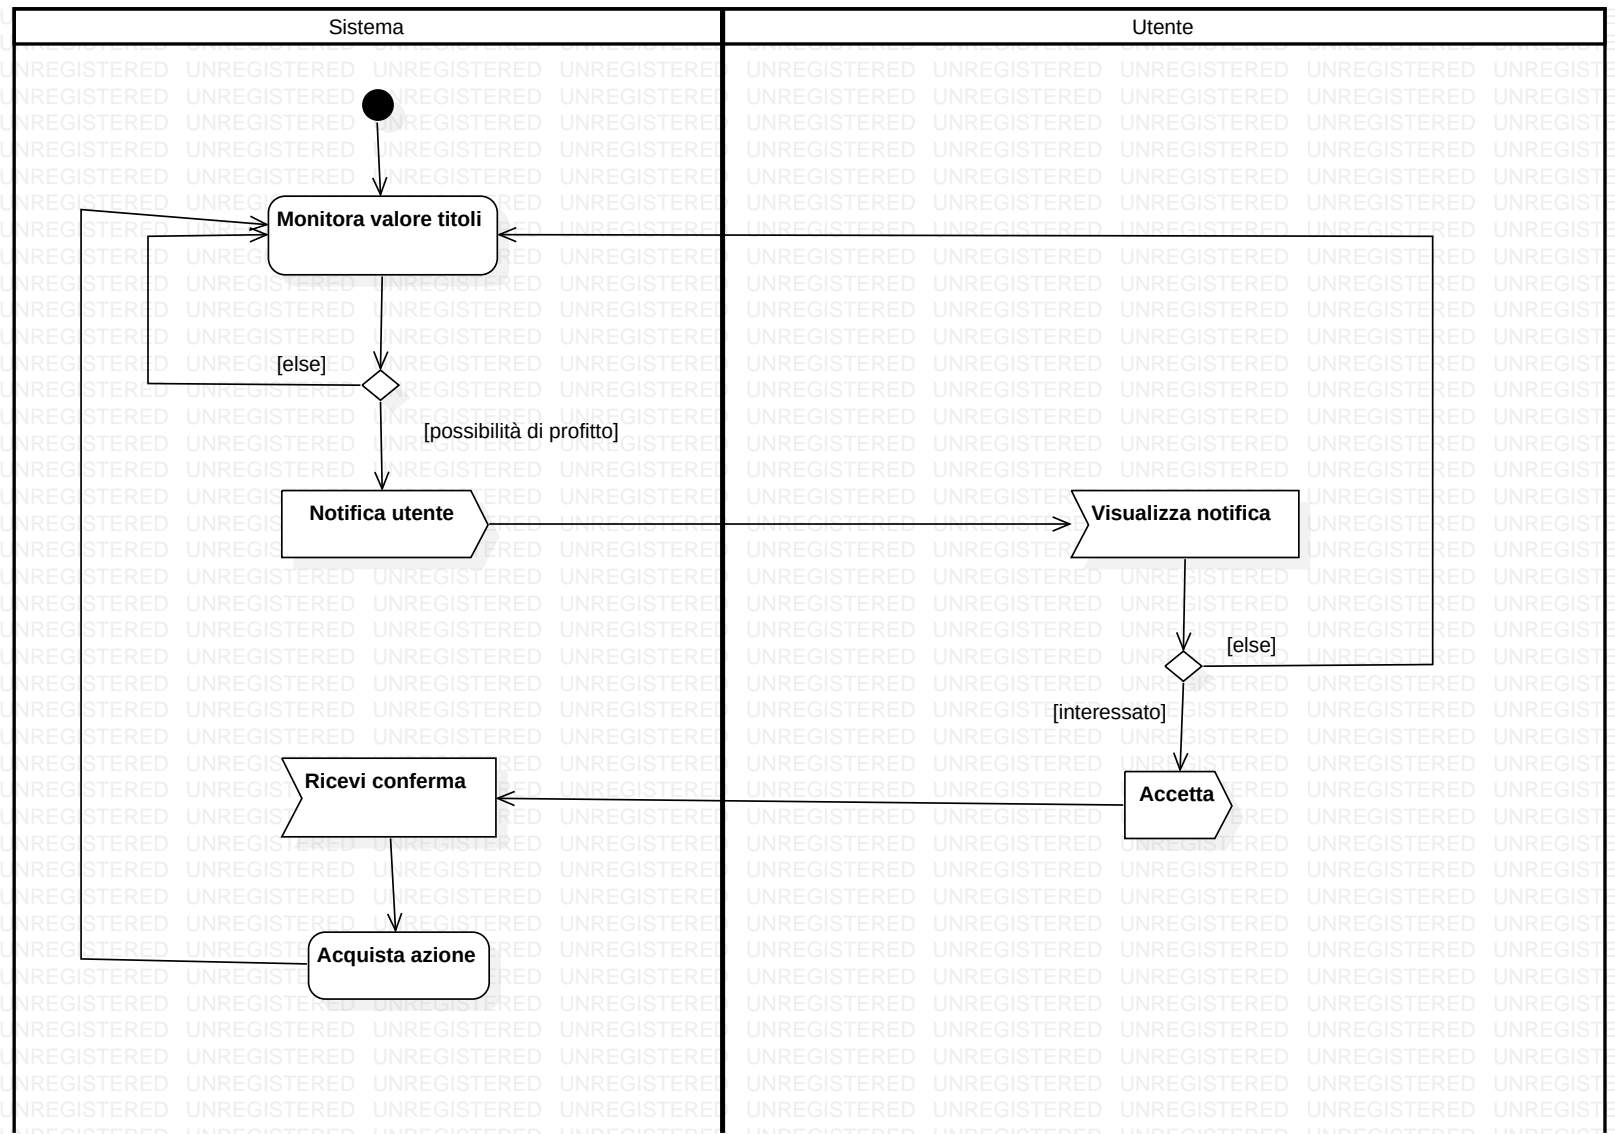 Sistema
Utente
Monitora valore titoli
[else]
[possibilità di profitto]
Notifica utente
Visualizza notifica
[else]
[interessato]
Ricevi conferma
Accetta
Acquista azione
UNREGISTERED